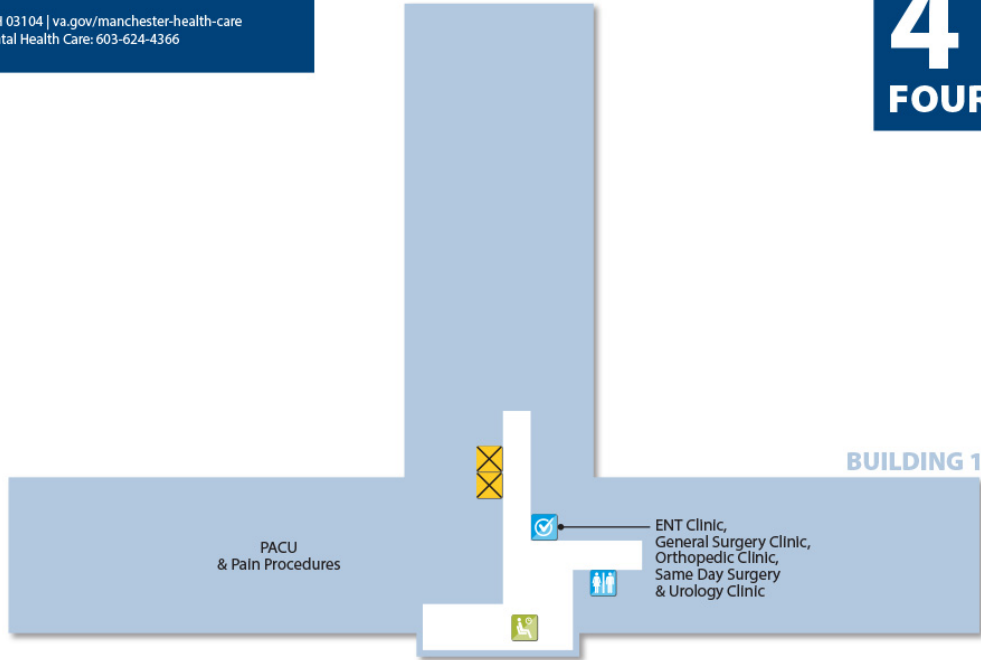 03104 | va.gov/manchester-health-care
Health Care: 603-624-4366
4
FOUR
BUILDING 1
PACU
& Pain Procedures
ENT Clinic,
General Surgery Clinic,
Orthopedic Clinic,
Same Day Surgery
& Urology Clinic